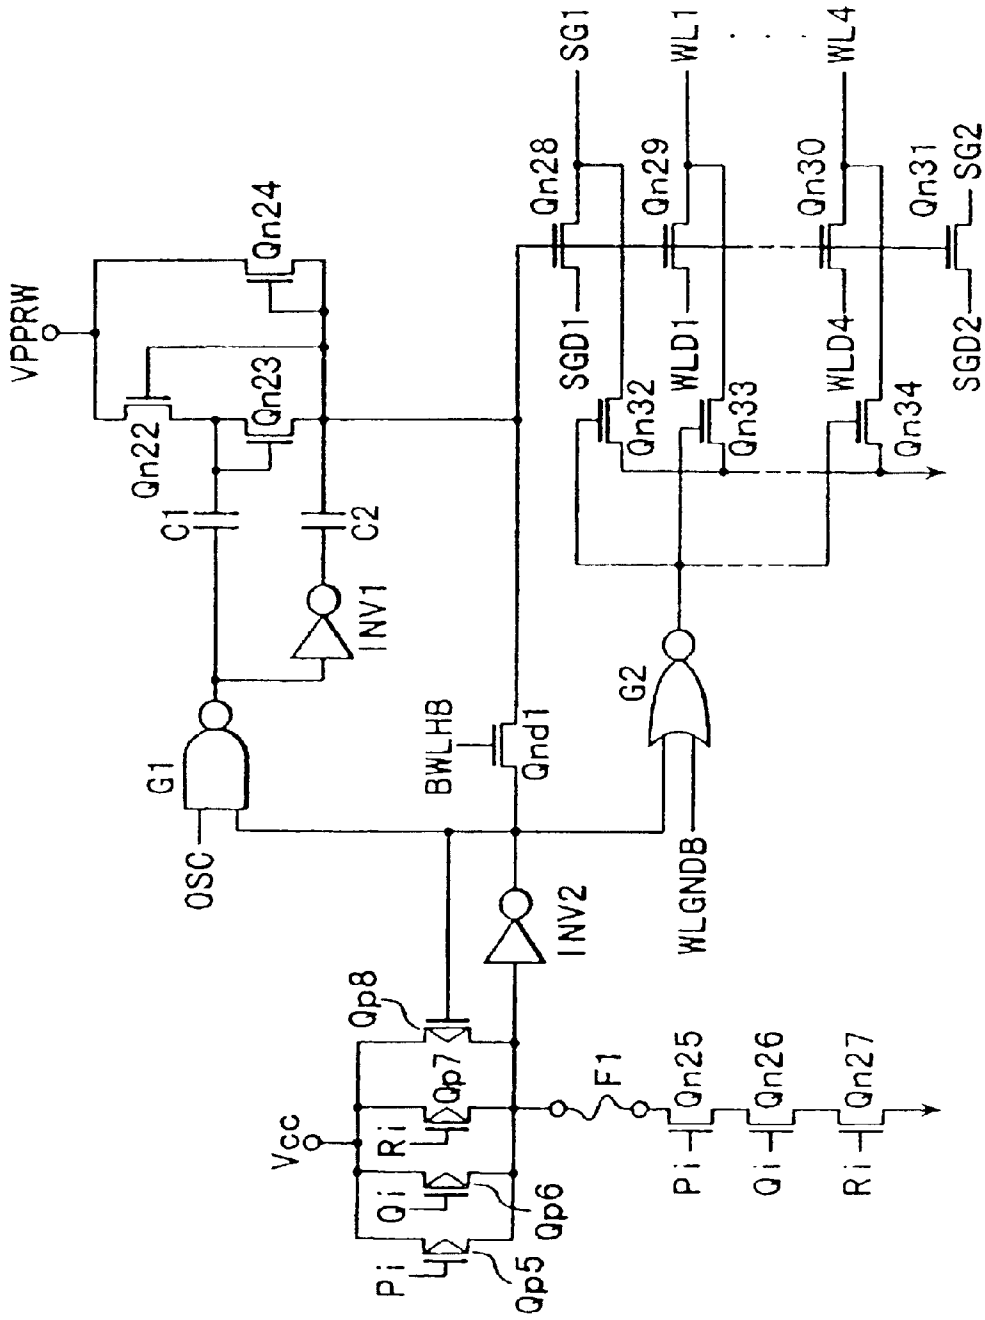 VPPRW
Qn22
Qn23
Qn24
C1
C2
INV1
G1
OSC
BWLHB
Qnd1
Qn28
SG1
SGD1
Qn29
WL1
WLD1
Qn30
WL4
WLD4
Qn31
SG2
SGD2
Qn32
Qn33
Qn34
G2
WLGNDB
INV2
Vcc
Pi
Qp5
Qi
Qp6
Ri
Qp7
Qp8
F1
Pi
Qn25
Qi
Qn26
Ri
Qn27